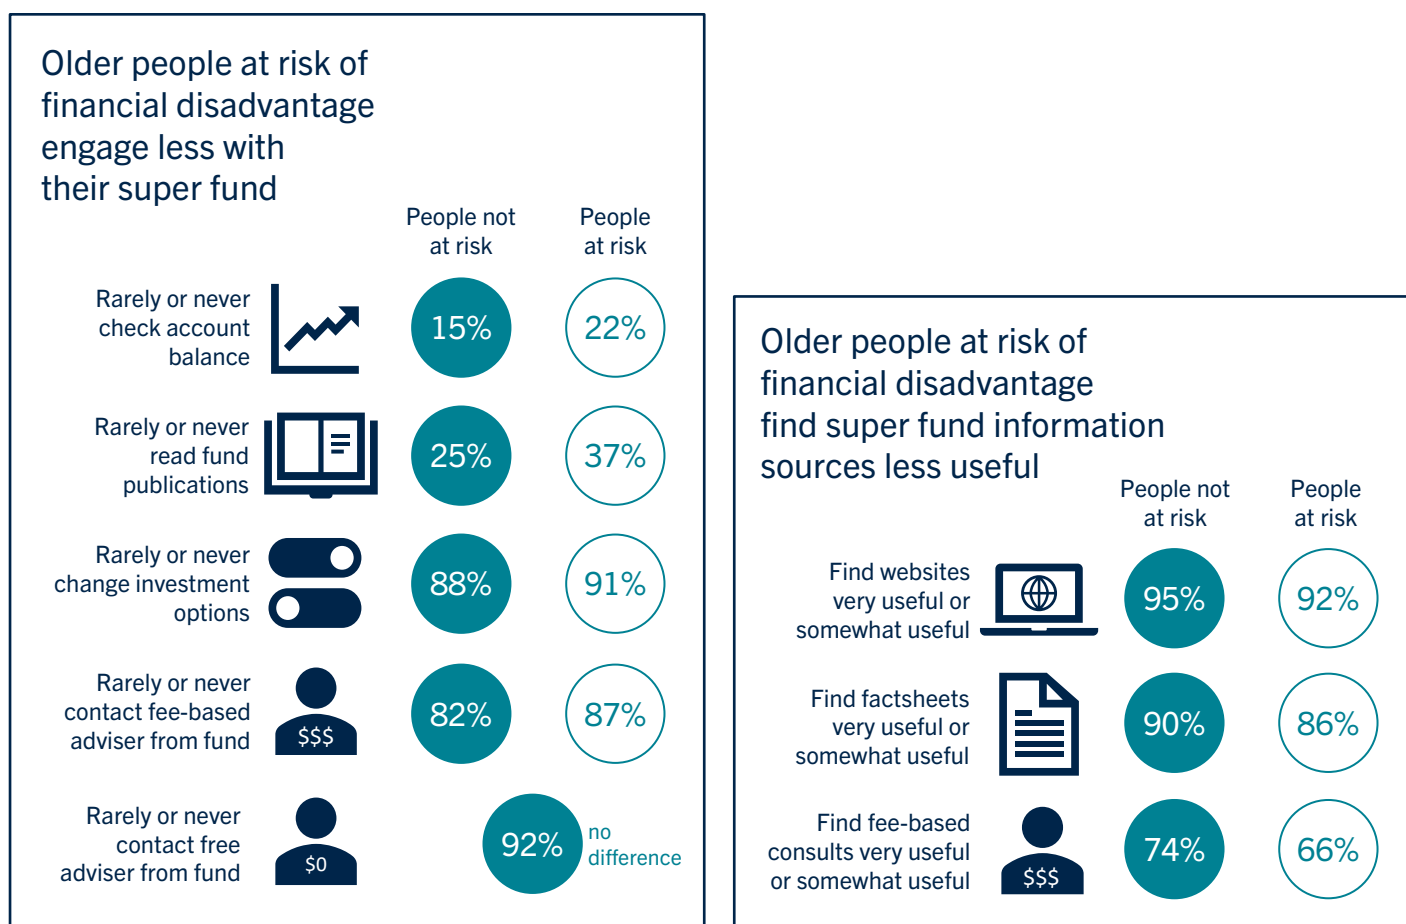 Older people at risk of
financial disadvantage
engage less with
their super fund
People not
at risk
People
at risk
Rarely or never
check account
balance
15%
22%
Rarely or never
read fund
publications
25%
37%
Rarely or never
change investment
options
88%
91%
Rarely or never
contact fee-based
adviser from fund
$$$
82%
87%
Rarely or never
contact free
adviser from fund
$0
92%
no
difference
Older people at risk of
financial disadvantage
find super fund information
sources less useful
People not
at risk
People
at risk
Find websites
very useful or
somewhat useful
95%
92%
Find factsheets
very useful or
somewhat useful
90%
86%
Find fee-based
consults very useful
or somewhat useful
$$$
74%
66%